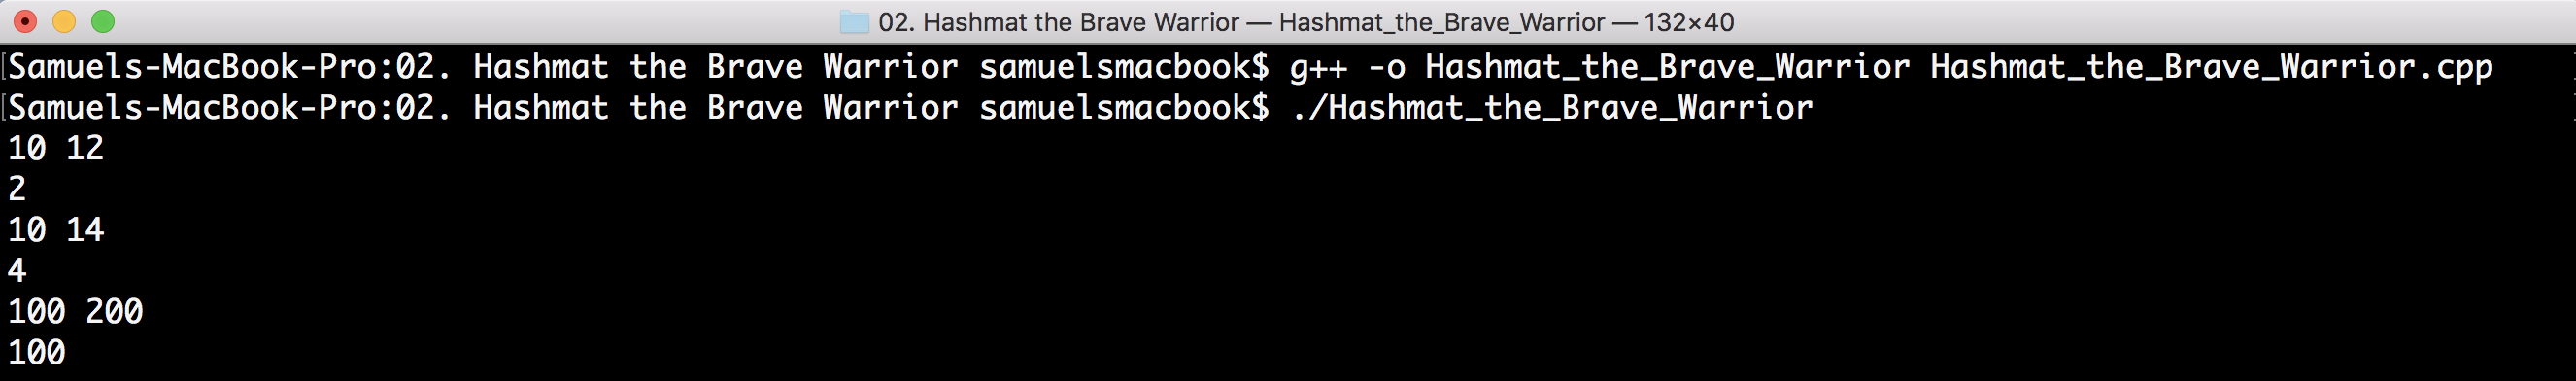 02. Hashmat the Brave Warrior — Hashmat_the_Brave_Warrior — 132×40
[Samuels-MacBook-Pro:02. Hashmat the Brave Warrior samuelsmacbook$ g++ -o Hashmat_the_Brave_Warrior Hashmat_the_Brave_Warrior.cpp
[Samuels-MacBook-Pro:02. Hashmat the Brave Warrior samuelsmacbook$ ./Hashmat_the_Brave_Warrior
10 12
2
10 14
4
100 200
100